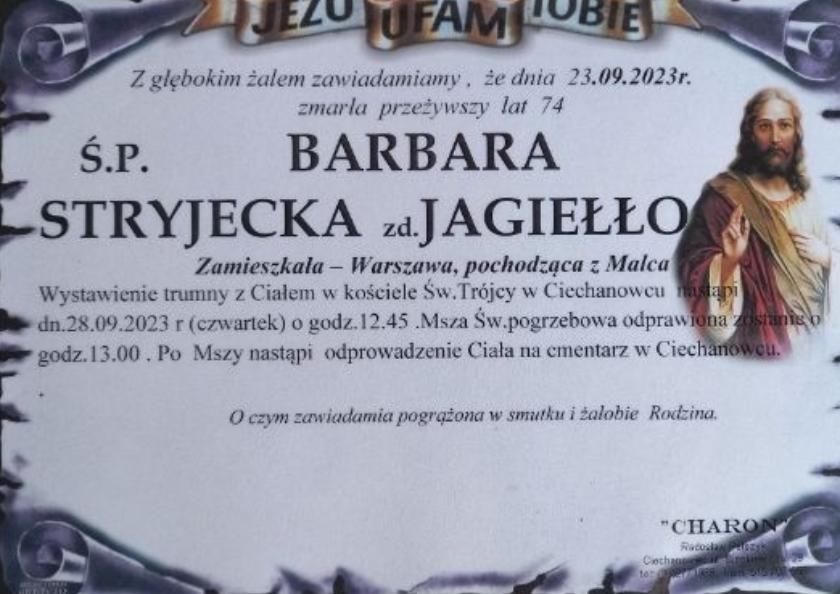 JEZU UFAM TOBIE
Z głębokim żalem zawiadamiamy , że dnia 23.09.2023r.
zmarła przeżywszy lat 74
Ś.P. BARBARA
STRYJECKA zd.JAGIEŁŁO
Zamieszkała – Warszawa, pochodząca z Malca
Wystawienie trumny z Ciałem w kościele Św.Trójcy w Ciechanowcu nastąpi
dn.28.09.2023 r (czwartek) o godz.12.45 .Msza Św.pogrzebowa odprawiona zostanie o
godz.13.00 . Po Mszy nastąpi odprowadzenie Ciała na cmentarz w Ciechanowcu.
.
O czym zawiadamia pogrążona w smutku i żałobie Rodzina.
"CHARON"
Radosław
Ciechanowiec